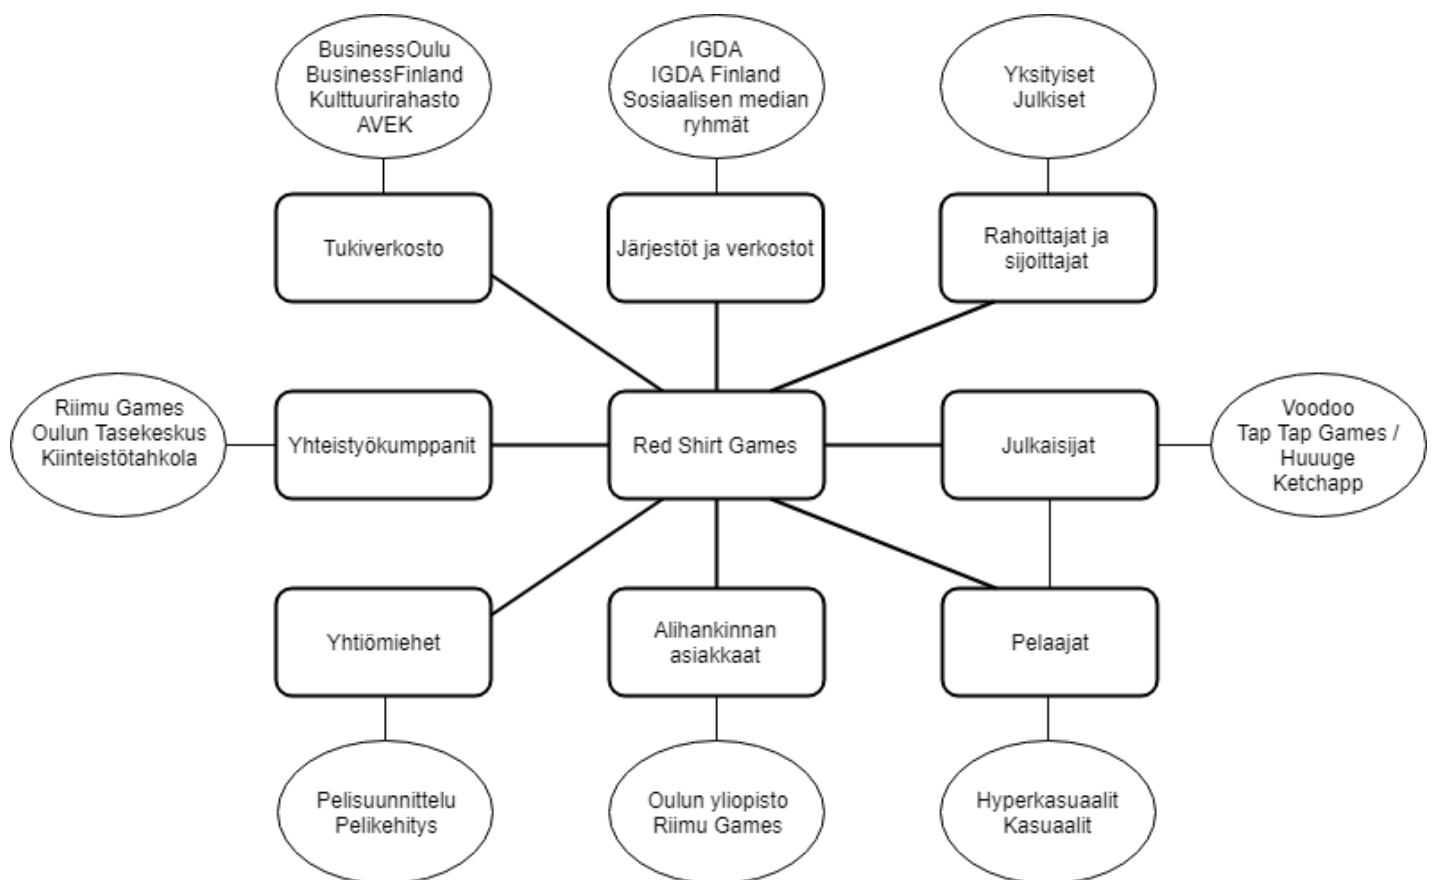 BusinessOulu
BusinessFinland
Kulttuurirahasto
AVEK
IGDA
IGDA Finland
Sosiaalisen median
ryhmät
Yksityiset
Julkiset
Tukiverkosto
Järjestöt ja verkostot
Rahoittajat ja
sijoittajat
Riimu Games
Oulun Tasekeskus
Kiinteistötahkola
Yhteistyökumppanit
Red Shirt Games
Julkaisijat
Voodoo
Tap Tap Games /
Huuuge
Ketchapp
Yhtiömiehet
Alihankinnan
asiakkaat
Pelaajat
Pelisuunnittelu
Pelikehitys
Oulun yliopisto
Riimu Games
Hyperkasuaalit
Kasuaalit